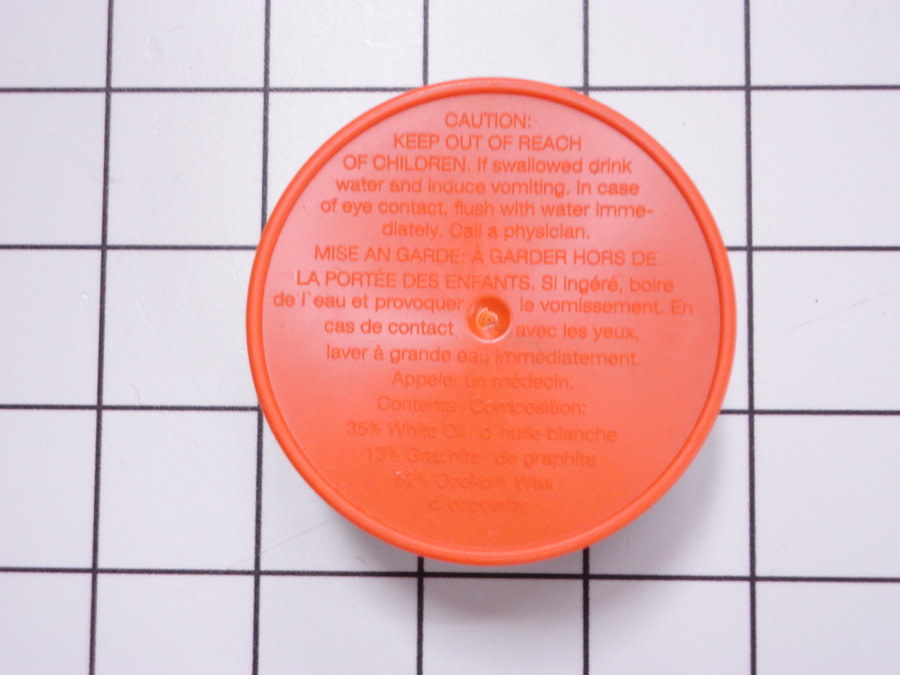 CAUTION:
KEEP OUT OF REACH
OF CHILDREN. If swallowed drink
water and induce vomiting. In case
of eye contact, flush with water imme-
diately. Call a physician.
MISE AN GARDE: À GARDER HORS DE
LA PORTÉE DES ENFANTS. Si ingéré, boire
de l`eau et provoquer le vomissement. En
cas de contact avec les yeux,
laver à grande eau immédiatement.
Appeler un médecin.
Contents Composition:
35% White Oil d`huile blanche
13% Graphite de graphite
52% Wax